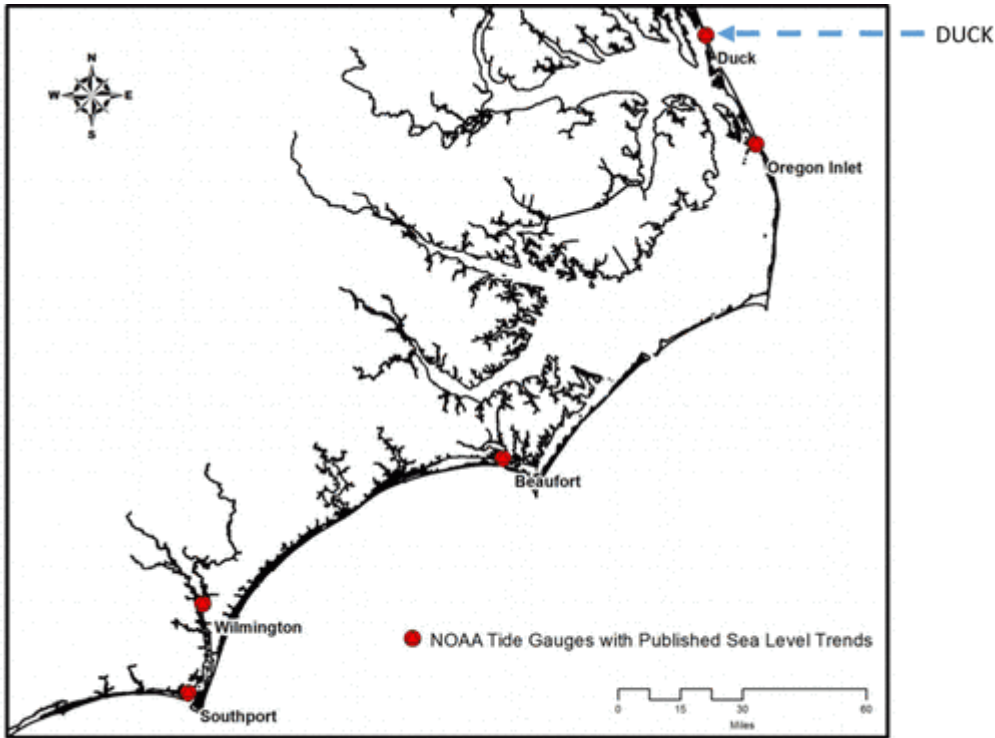 DUCK
Duck
N
W E
S
Oregon Inlet
Beaufort
Wilmington
NOAA Tide Gauges with Published Sea Level Trends
Southport
0 15 30 60
Miles